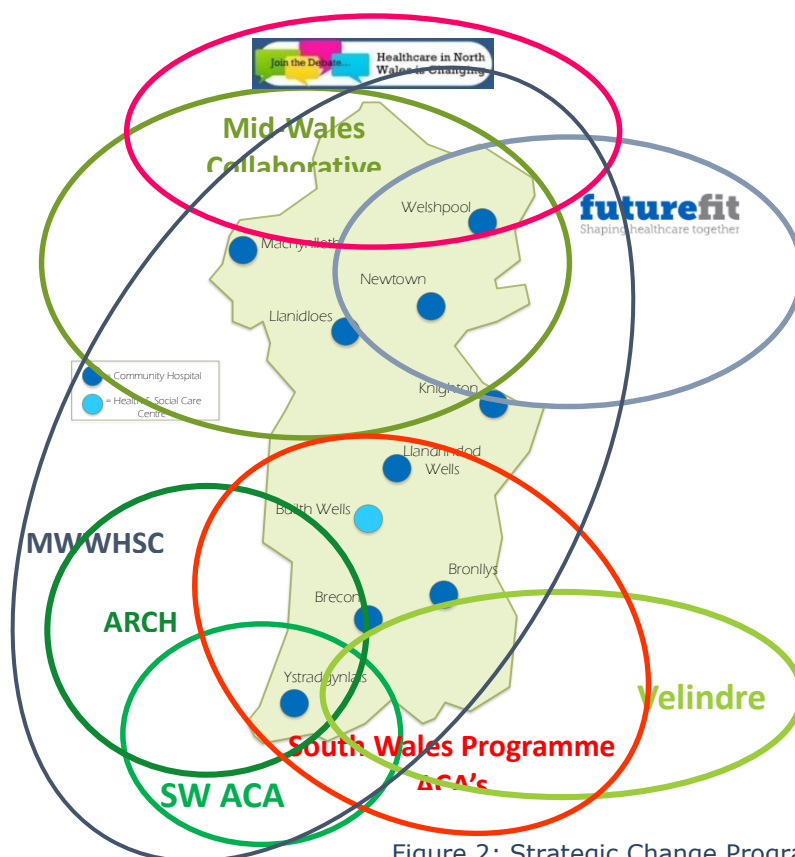 Join the Debate...
Healthcare in North
Wales is Changing
Mid-Wales
Collaborative
Welshpool
futurefit
Shaping healthcare together
Machynlleth
Newtown
Llanidloes
= Community Hospital
= Health & Social Care
Centre
Knighton
Llandrindod
Wells
Builth Wells
MWWHSC
Bronllys
Brecon
ARCH
Ystradgynlais
Velindre
South Wales Programme
ACA's
SW ACA
Figure 2: Strategic Change Progra